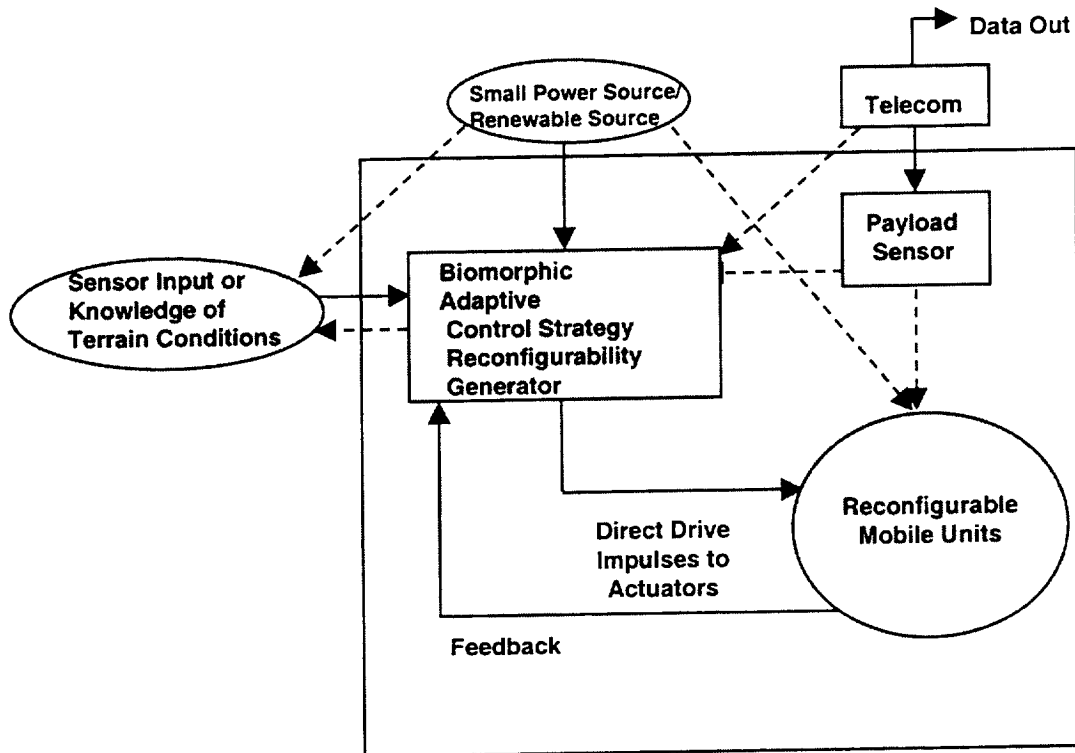 Data Out
Small Power Source/
Renewable Source
Telecom
Payload
Sensor
Sensor Input or
Knowledge of
Terrain Conditions
Biomorphic
Adaptive
Control Strategy
Reconfigurability
Generator
Reconfigurable
Mobile Units
Direct Drive
Impulses to
Actuators
Feedback